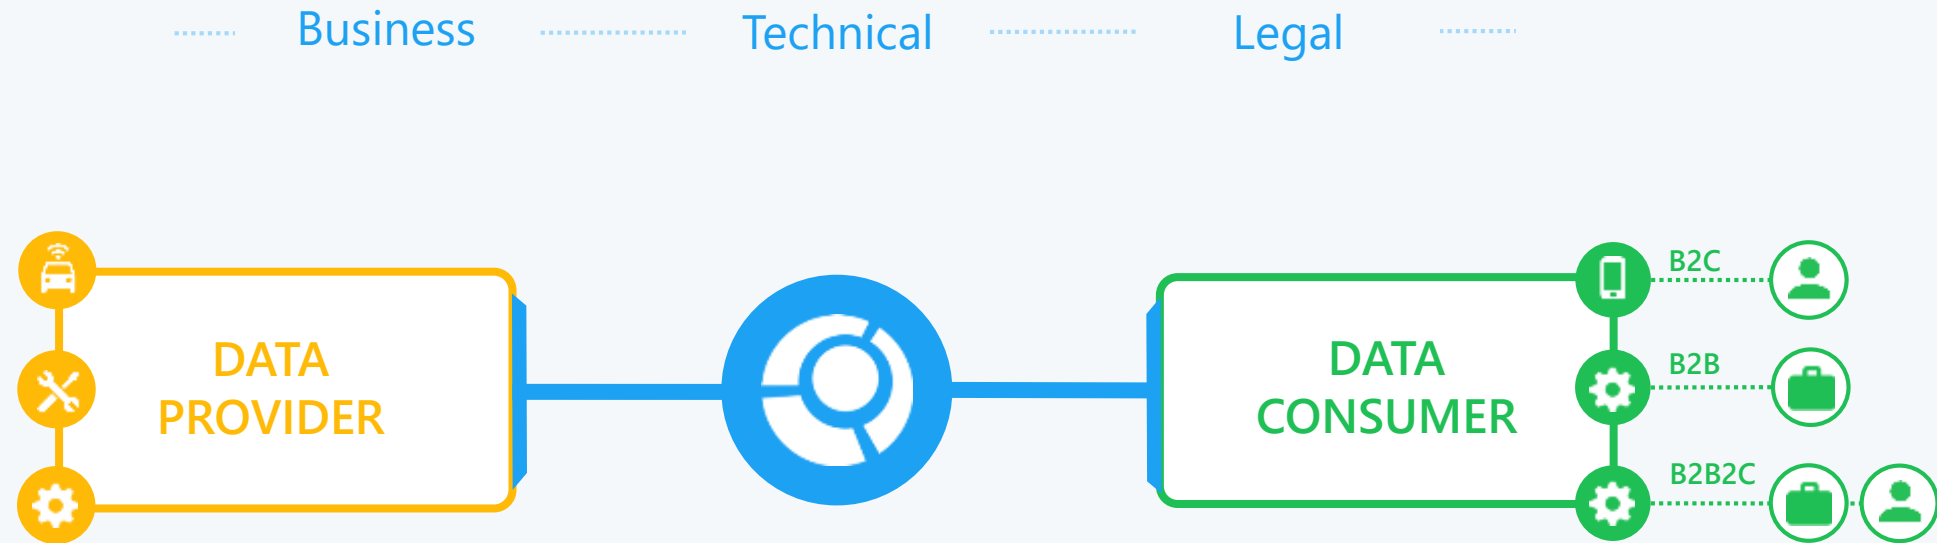 Business
Technical
Legal
DATA
PROVIDER
DATA
CONSUMER
B2C
B2B
B2B2C